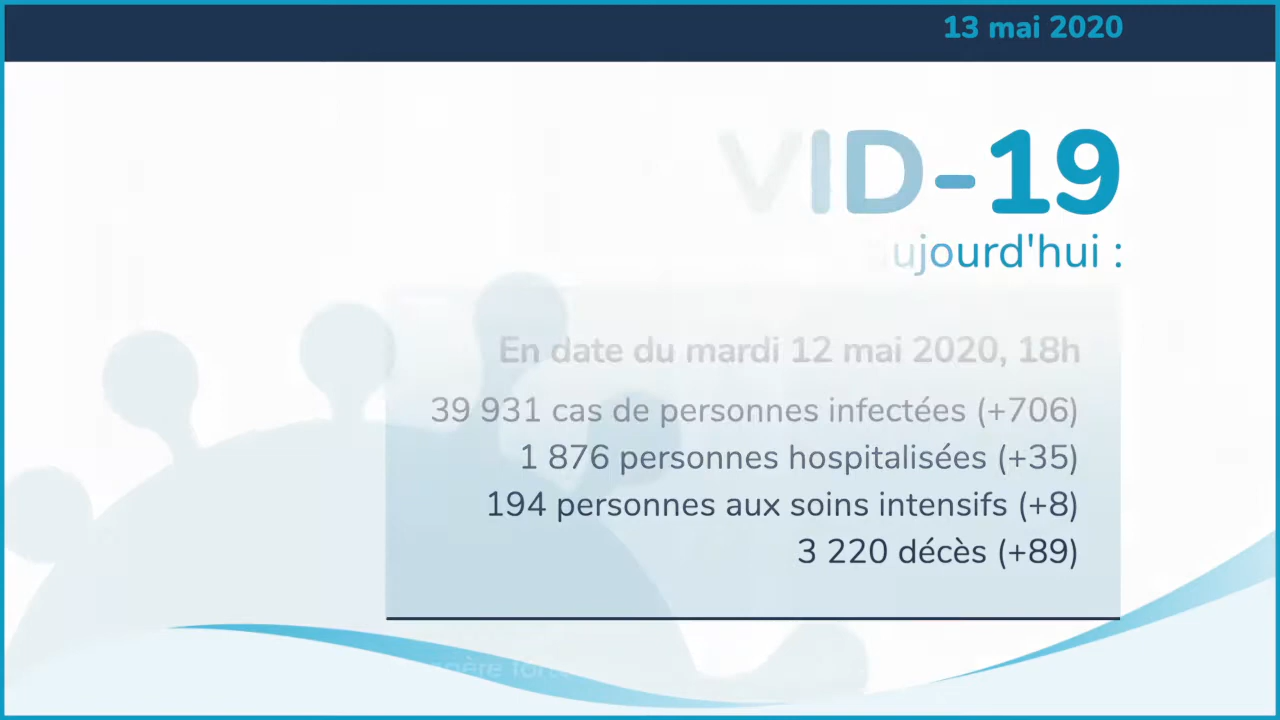 13 mai 2020
VID-19
ujourd'hui :
En date du mardi 12 mai 2020, 18h
39 931 cas de personnes infectées (+706)
1 876 personnes hospitalisées (+35)
194 personnes aux soins intensifs (+8)
3 220 décès (+89)